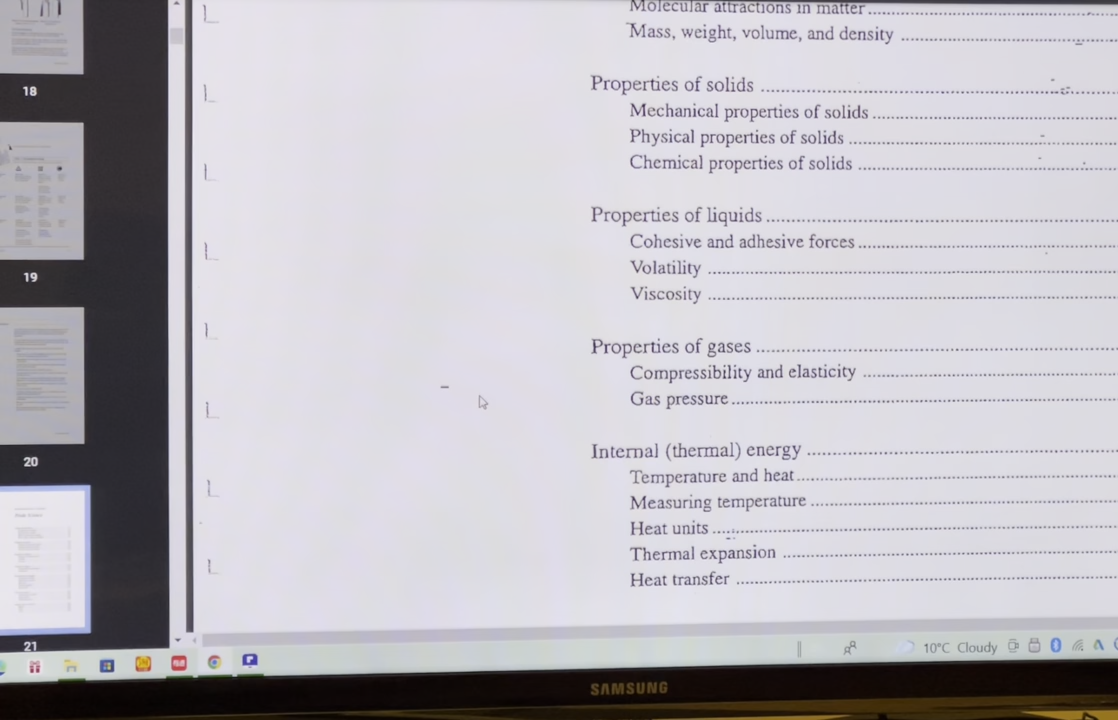 Molecular attractions in matter
Mass, weight, volume, and density
Properties of solids
Mechanical properties of solids
Physical properties of solids
Chemical properties of solids
Properties of liquids
Cohesive and adhesive forces
Volatility
Viscosity
Properties of gases
Compressibility and elasticity
Gas pressure
Internal (thermal) energy
Temperature and heat
Measuring temperature
Heat units
Thermal expansion
Heat transfer
18
19
20
21
10°C Cloudy
SAMSUNG